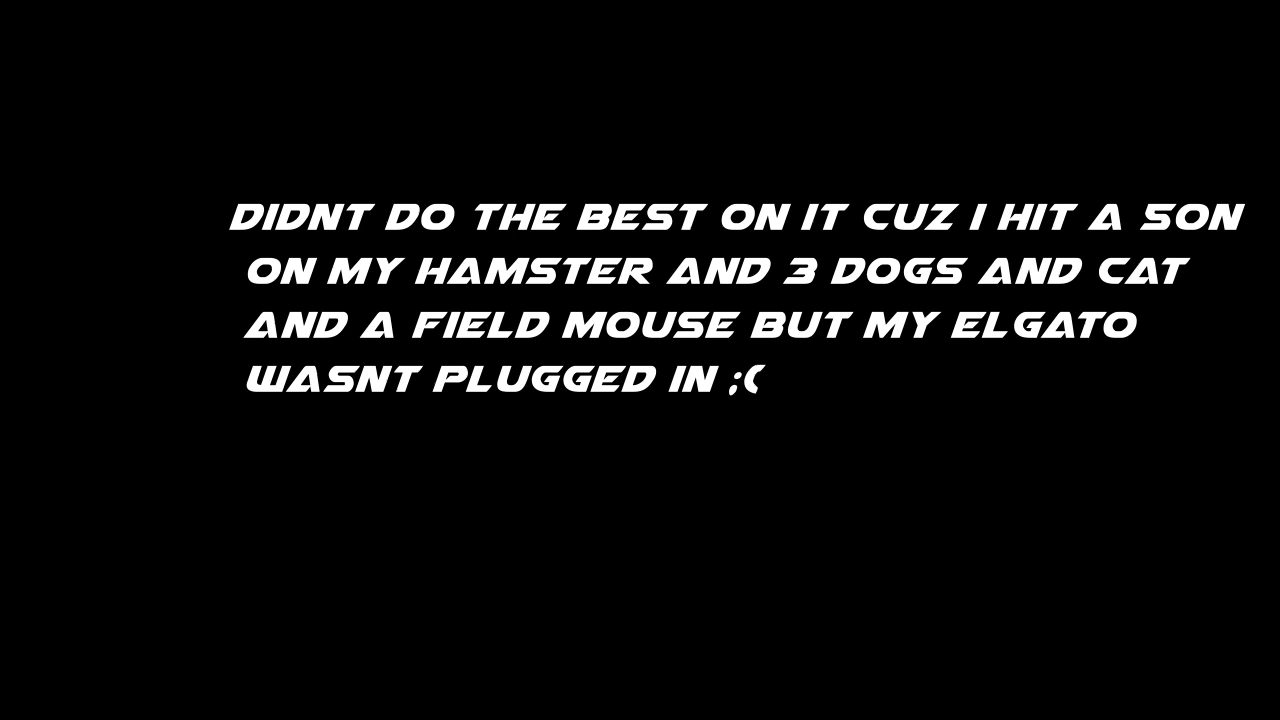 DIDNT DO THE BEST ON IT CUZ I HIT A SON
ON MY HAMSTER AND 3 DOGS AND CAT
AND A FIELD MOUSE BUT MY ELGATO
WASNT PLUGGED IN ;(